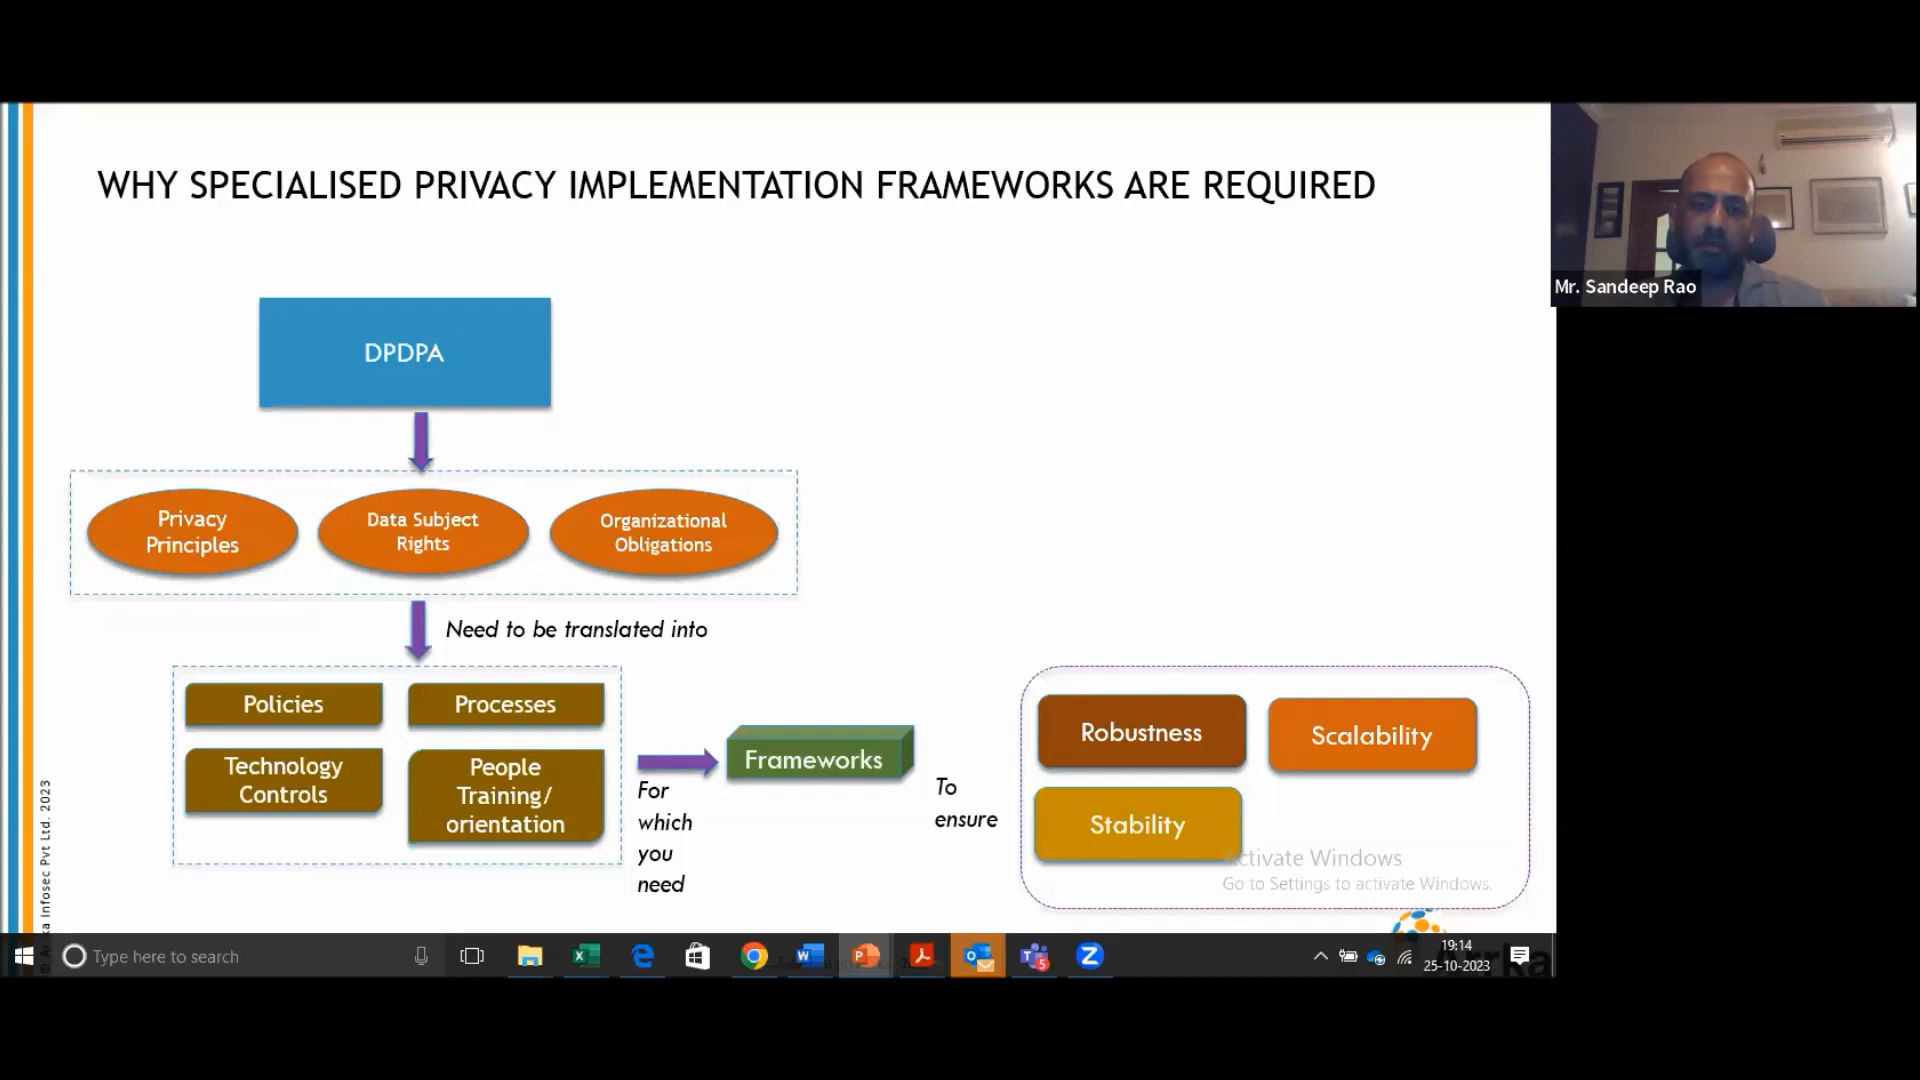 WHY SPECIALISED PRIVACY IMPLEMENTATION FRAMEWORKS ARE REQUIRED
Mr. Sandeep Rao
DPDPA
Privacy
Principles
Data Subject
Rights
Organizational
Obligations
Need to be translated into
Policies
Processes
Technology
Controls
People
Training/
orientation
For
which
you
need
Frameworks
To
ensure
Robustness
Scalability
Stability
Activate Windows
Go to Settings to activate Windows.
Infosec Pvt Ltd. 2023
Type here to search
19:14
25-10-2023